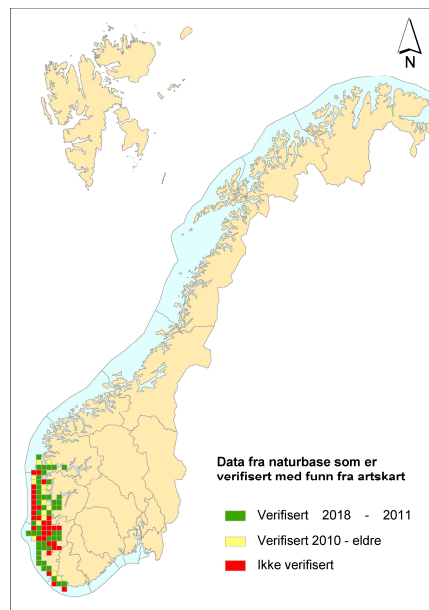 N
Data fra naturbase som er
verifisert med funn fra artskart
Verifisert 2018 - 2011
Verifisert 2010 - eldre
Ikke verifisert